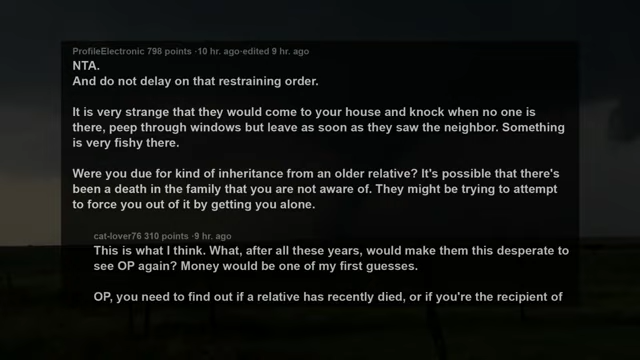 ProfileElectronic 798 points ·10 hr. ago·edited 9 hr. ago
NTA.
And do not delay on that restraining order.
It is very strange that they would come to your house and knock when no one is
there, peep through windows but leave as soon as they saw the neighbor. Something
is very fishy there.
Were you due for kind of inheritance from an older relative? It's possible that there's
been a death in the family that you are not aware of. They might be trying to attempt
to force you out of it by getting you alone.
cat-lover76 310 points ·9 hr. ago
This is what I think. What, after all these years, would make them this desperate to
see OP again? Money would be one of my first guesses.
OP, you need to find out if a relative has recently died, or if you're the recipient of